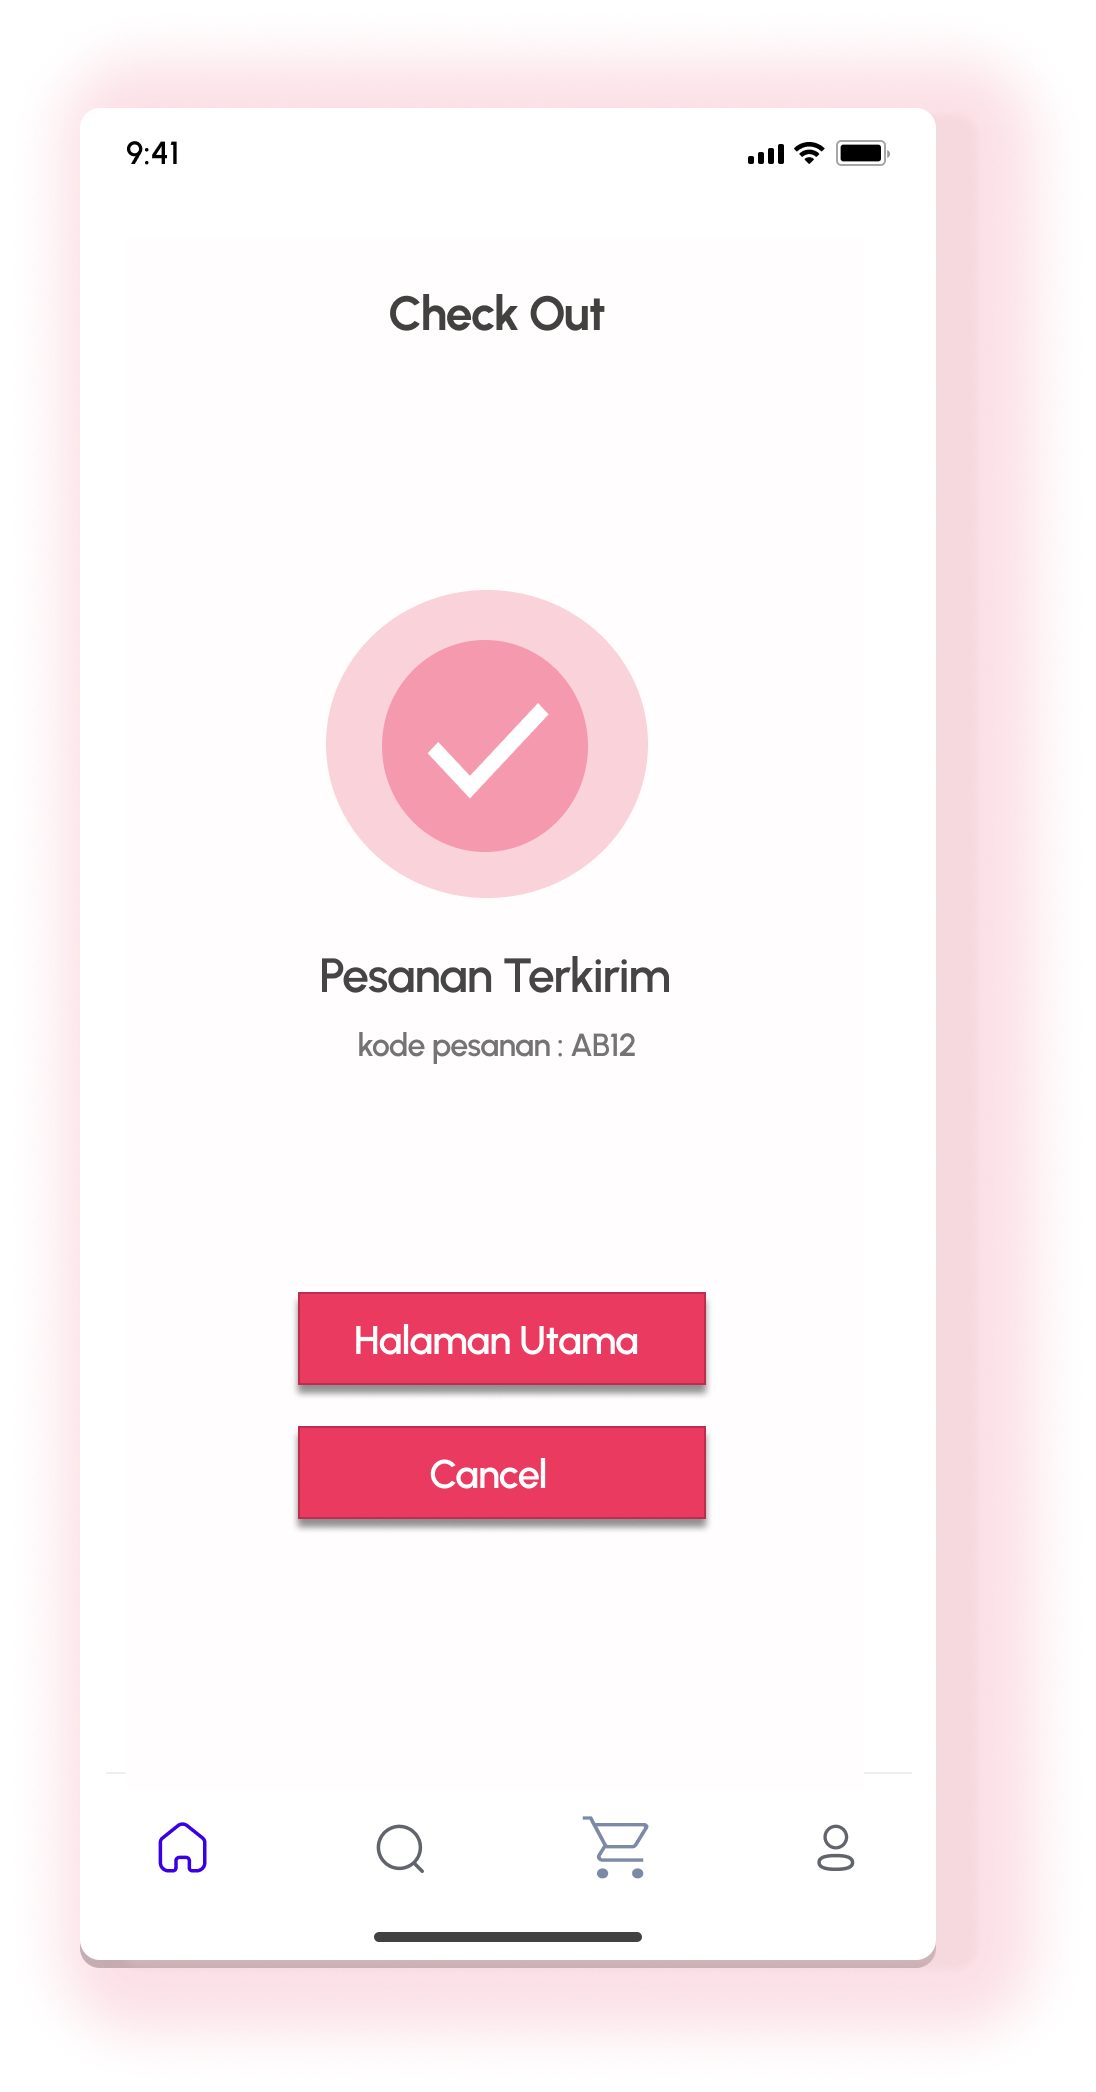 9:41
Check Out
Pesanan Terkirim
kode pesanan : AB12
Halaman Utama
Cancel